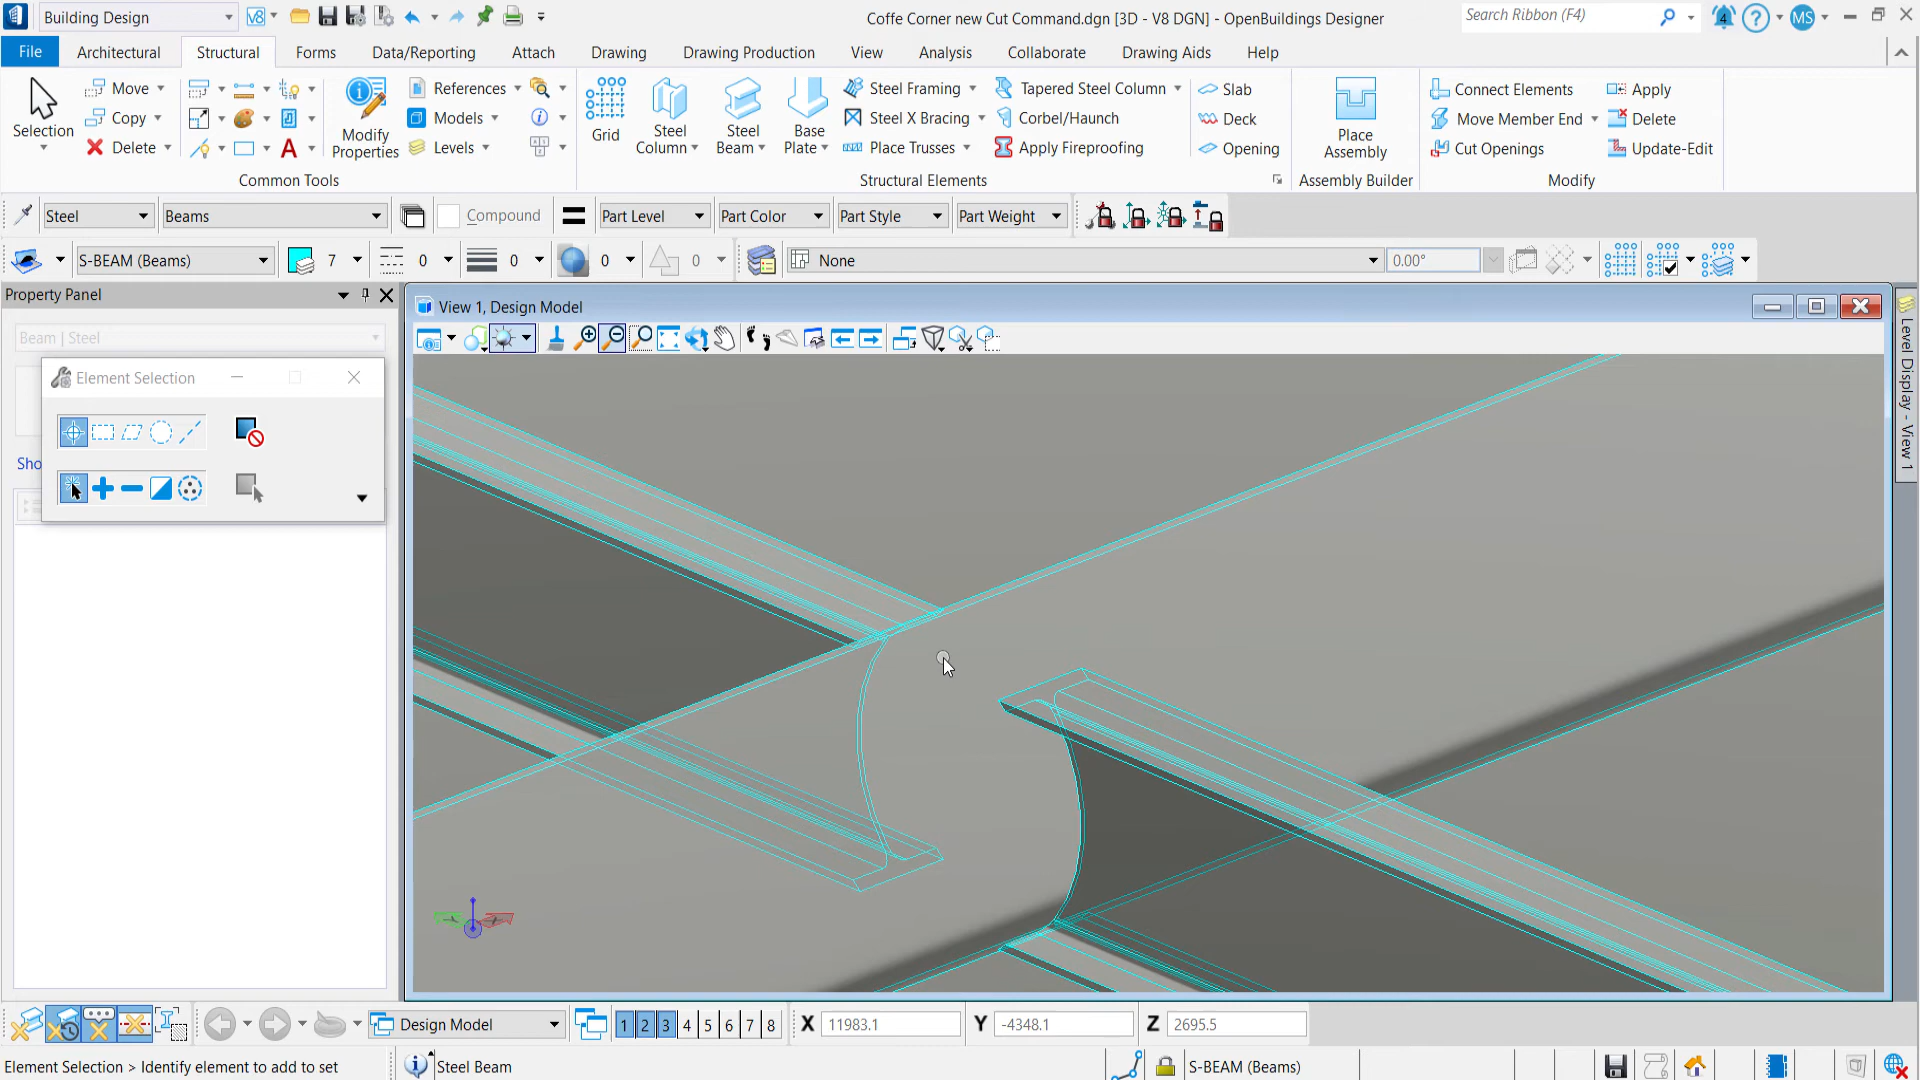 Building Design
Coffe Corner new Cut Command.dgn [3D - V8 DGN] - OpenBuildings Designer
Search Ribbon (F4)
4
MS
File
Architectural
Structural
Forms
Data/Reporting
Attach
Drawing
Drawing Production
View
Analysis
Collaborate
Drawing Aids
Help
Selection
Move
Copy
Delete
Modify
Properties
References
Models
Levels
Common Tools
Grid
Steel
Column
Steel
Beam
Base
Plate
Steel Framing
Steel X Bracing
Place Trusses
Tapered Steel Column
Corbel/Haunch
Apply Fireproofing
Slab
Deck
Opening
Structural Elements
Place
Assembly
Assembly Builder
Connect Elements
Move Member End
Cut Openings
Apply
Delete
Update-Edit
Modify
Steel
Beams
Compound
Part Level
Part Color
Part Style
Part Weight
S-BEAM (Beams)
7
0
0
0
0
None
0.00°
Property Panel
Beam | Steel
Element Selection
Sho
View 1, Design Model
Level Display - View 1
Design Model
1 2 3 4 5 6 7 8
X 11983.1
Y -4348.1
Z 2695.5
Element Selection > Identify element to add to set
Steel Beam
S-BEAM (Beams)